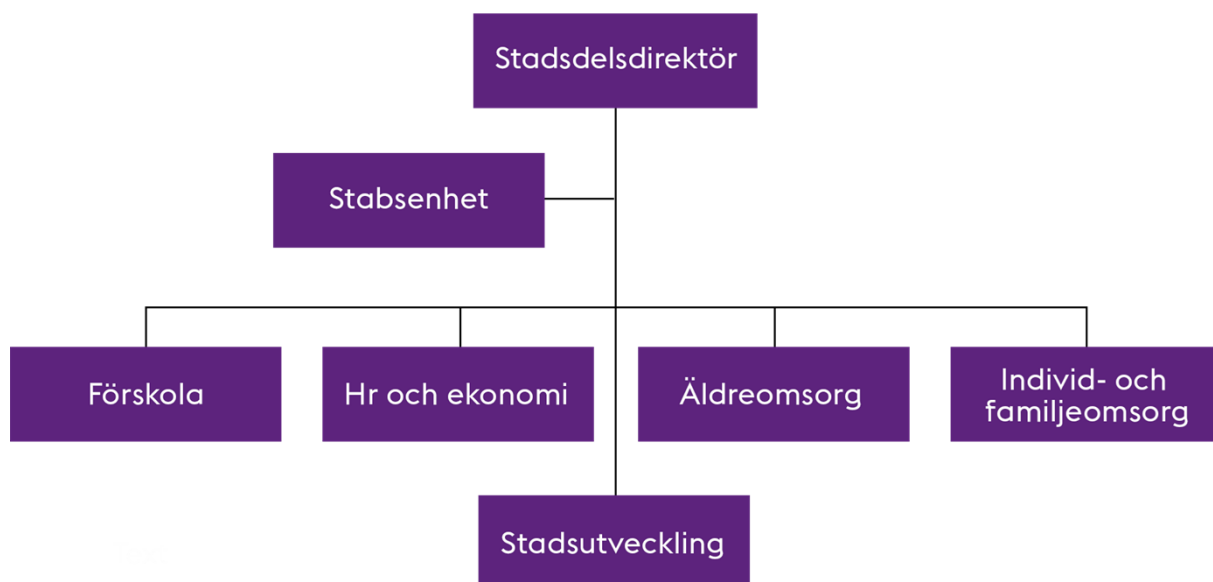 Stadsdelsdirektör
Stabsenhet
Förskola
Hr och ekonomi
Äldreomsorg
Individ- och
familjeomsorg
Stadsutveckling